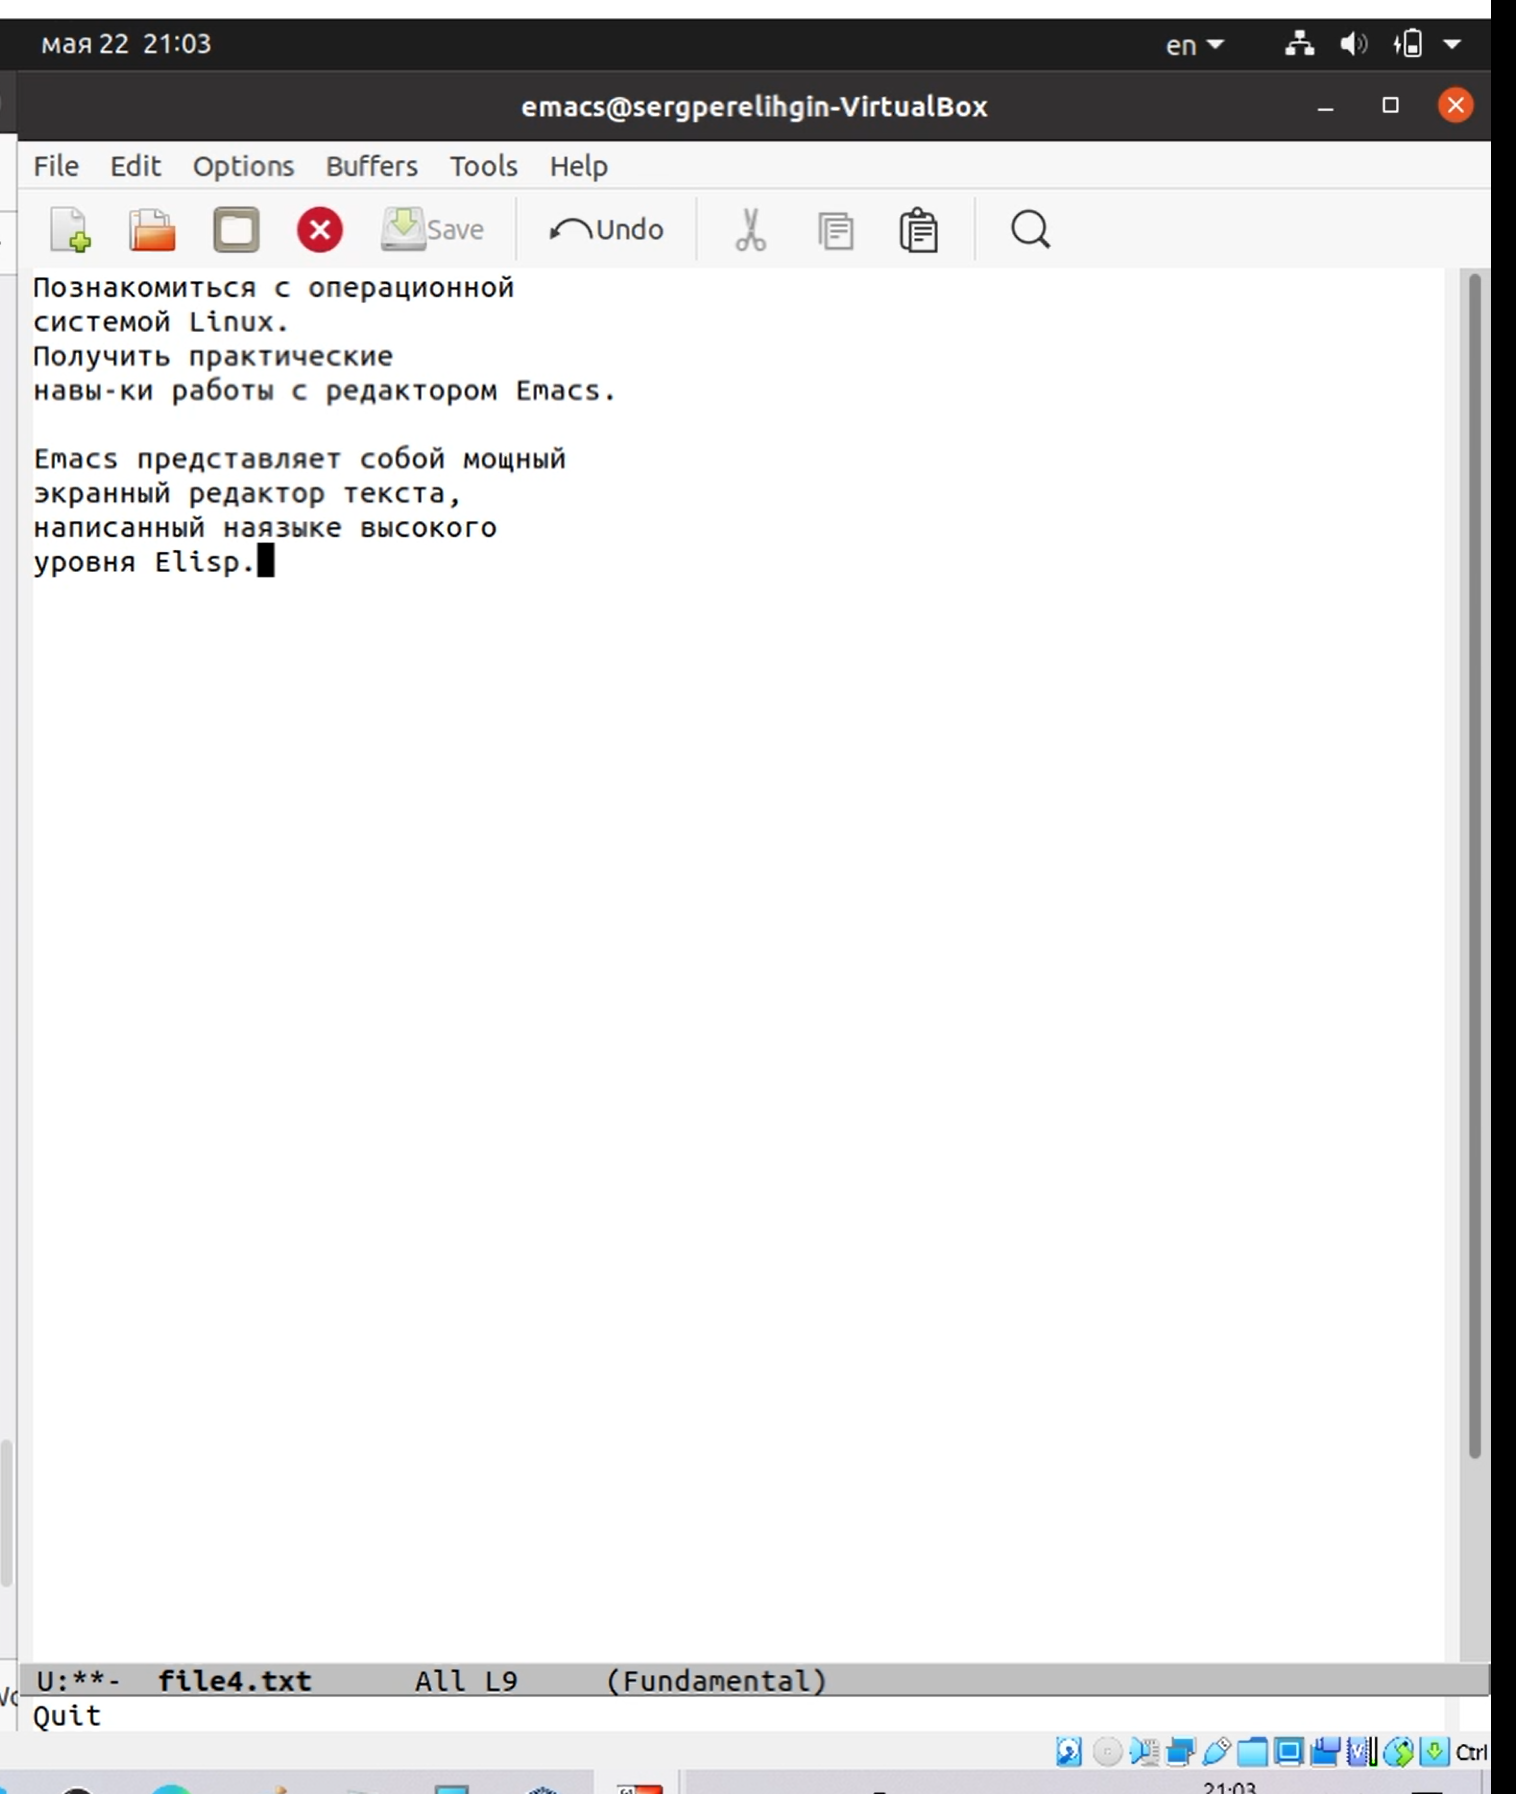 мая 22 21:03
en
emacs@sergperelihgin-VirtualBox
File Edit Options Buffers Tools Help
Save Undo
Познакомиться с операционной
системой Linux.
Получить практические
навы-ки работы с редактором Emacs.
Emacs представляет собой мощный
экранный редактор текста,
написанный наязыке высокого
уровня Elisp.
U:**- file4.txt All L9 (Fundamental)
Quit
Ctrl
21:03